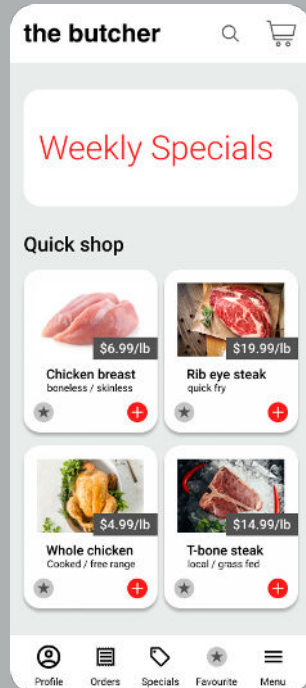 the butcher
Weekly Specials
Quick shop
$6.99/lb
Chicken breast
boneless / skinless
$19.99/lb
Rib eye steak
quick fry
$4.99/lb
Whole chicken
Cooked / free range
$14.99/lb
T-bone steak
local / grass fed
Profile
Orders
Specials
Favourite
Menu